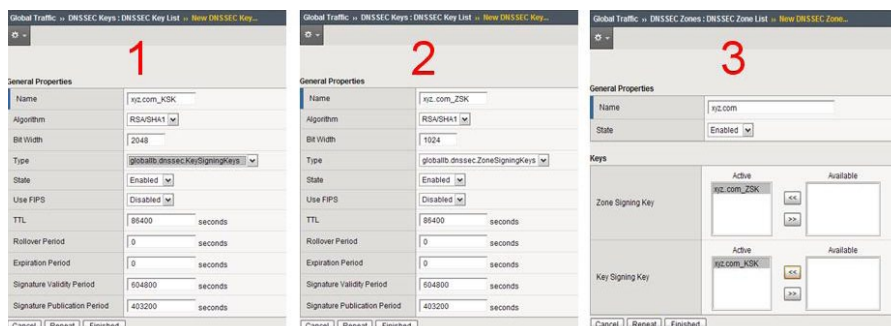 Global Traffic ›› DNSSEC Keys : DNSSEC Key List ›› New DNSSEC Key...
1
General Properties
Name xyz.com_KSK
Algorithm RSA/SHA1
Bit Width 2048
Type globallb.dnssec.KeySigningKeys
State Enabled
Use FIPS Disabled
TTL 86400 seconds
Rollover Period 0 seconds
Expiration Period 0 seconds
Signature Validity Period 604800 seconds
Signature Publication Period 403200 seconds
Cancel Repeat Finished
Global Traffic ›› DNSSEC Keys : DNSSEC Key List ›› New DNSSEC Key...
2
General Properties
Name xyz..com_ZSK
Algorithm RSA/SHA1
Bit Width 1024
Type globallb.dnssec.ZoneSigningKeys
State Enabled
Use FIPS Disabled
TTL 86400 seconds
Rollover Period 0 seconds
Expiration Period 0 seconds
Signature Validity Period 604800 seconds
Signature Publication Period 403200 seconds
Cancel Repeat Finished
Global Traffic ›› DNSSEC Zones : DNSSEC Zone List ›› New DNSSEC Zone...
3
General Properties
Name xyz.com
State Enabled
Keys
Active Available
xyz..com_ZSK
<<
Zone Signing Key
>>
Active Available
xyz.com_KSK
<<
Key Signing Key
>>
Cancel Repeat Finished